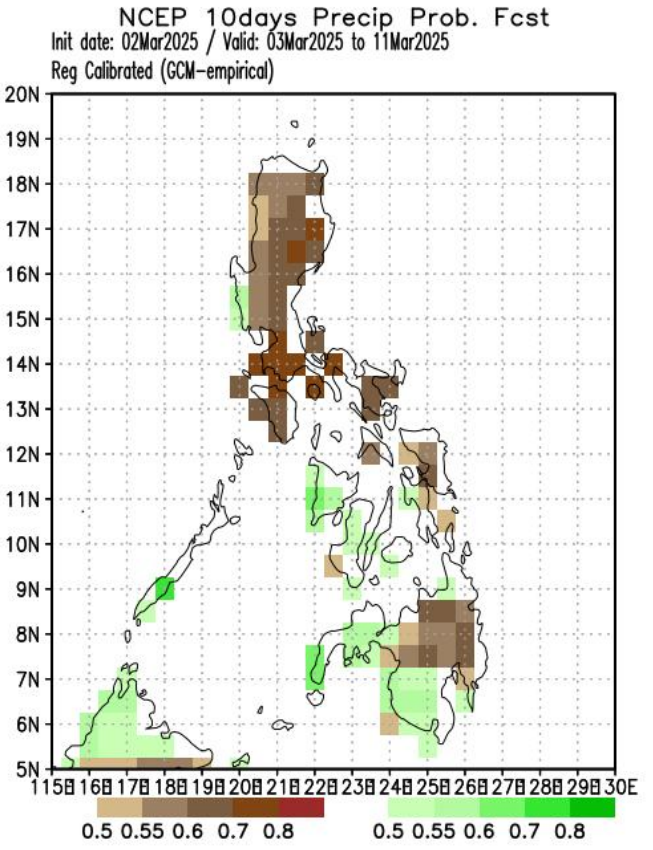 NCEP 10days Precip Prob. Fcst
Init date: 02Mar2025 / Valid: 03Mar2025 to 11Mar2025
Reg Calibrated (GCM-empirical)
20N
19N
18N
17N
16N
15N
14N
13N
12N
11N
10N
9N
8N
7N
6N
5N
115E 116E 117E 118E 119E 120E 121E 122E 123E 124E 125E 126E 127E 128E 129E 130E
0.5 0.55 0.6 0.7 0.8 0.5 0.55 0.6 0.7 0.8